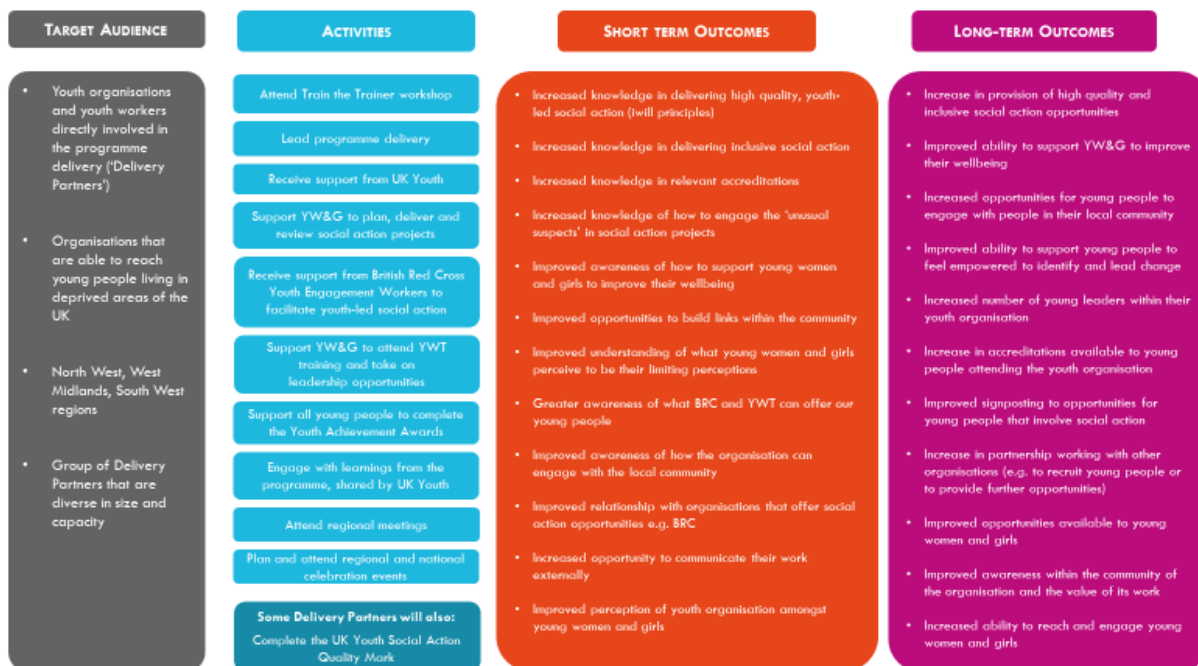 TARGET AUDIENCE
• Youth organisations
and youth workers
directly involved in
the programme
delivery ('Delivery
Partners')
• Organisations that
are able to reach
young people living in
deprived areas of the
UK
• North West, West
Midlands, South West
regions
• Group of Delivery
Partners that are
diverse in size and
capacity
ACTIVITIES
Attend Train the Trainer workshop
Lead programme delivery
Receive support from UK Youth
Support YW&G to plan, deliver and
review social action projects
Receive support from British Red Cross
Youth Engagement Workers to
facilitate youth-led social action
Support YW&G to attend YWT
training and take on
leadership opportunities
Support all young people to complete
the Youth Achievement Awards
Engage with learnings from the
programme, shared by UK Youth
Attend regional meetings
Plan and attend regional and national
celebration events
Some Delivery Partners will also:
Complete the UK Youth Social Action
Quality Mark
SHORT TERM OUTCOMES
• Increased knowledge in delivering high quality, youth-
led social action (iwill principles)
• Increased knowledge in delivering inclusive social action
• Increased knowledge in relevant accreditations
• Increased knowledge of how to engage the 'unusual
suspects' in social action projects
• Improved awareness of how to support young women
and girls to improve their wellbeing
• Improved opportunities to build links within the community
• Improved understanding of what young women and girls
perceive to be their limiting perceptions
• Greater awareness of what BRC and YWT can offer our
young people
• Improved awareness of how the organisation can
engage with the local community
• Improved relationship with organisations that offer social
action opportunities e.g. BRC
• Increased opportunity to communicate their work
externally
• Improved perception of youth organisation amongst
young women and girls
LONG-TERM OUTCOMES
• Increase in provision of high quality and
inclusive social action opportunities
• Improved ability to support YW&G to improve
their wellbeing
• Increased opportunities for young people to
engage with people in their local community
• Improved ability to support young people to
feel empowered to identify and lead change
• Increased number of young leaders within their
youth organisation
• Increase in accreditations available to young
people attending the youth organisation
• Improved signposting to opportunities for
young people that involve social action
• Increase in partnership working with other
organisations (e.g. to recruit young people or
to provide further opportunities)
• Improved opportunities available to young
women and girls
• Improved awareness within the community of
the organisation and the value of its work
• Increased ability to reach and engage young
women and girls